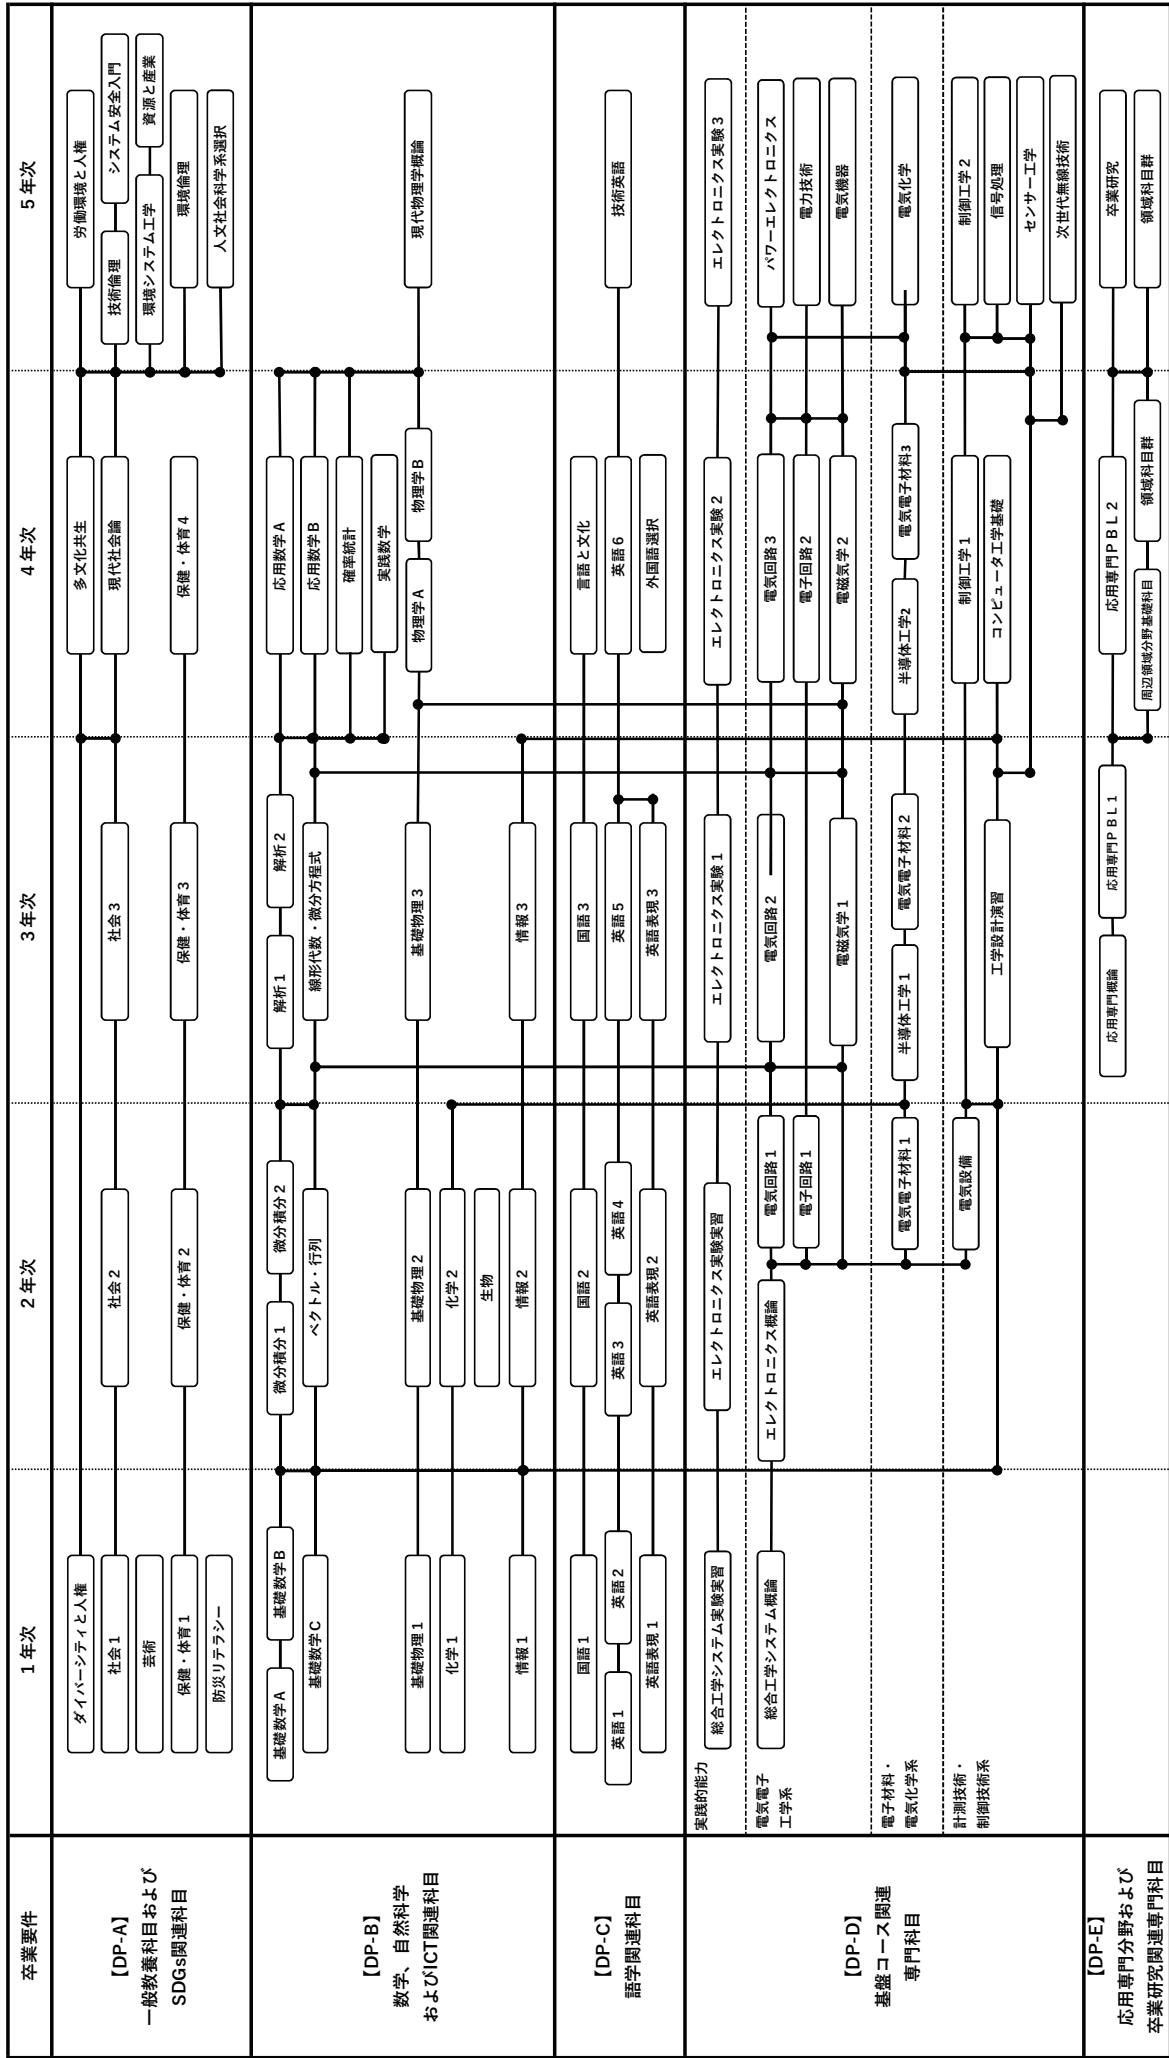 卒業要件
1年次
2年次
3年次
4年次
5年次
【DP-A】
一般教養科目および
SDGs関連科目
ダイバーシティと人権
多文化共生
労働環境と人権
社会1
社会2
社会3
現代社会論
技術倫理
システム安全入門
芸術
環境システム工学
資源と産業
保健・体育1
保健・体育2
保健・体育3
保健・体育4
環境倫理
防災リテラシー
人文社会科学系選択
【DP-B】
数学、自然科学
およびICT関連科目
基礎数学A
基礎数学B
微分積分1
微分積分2
解析1
解析2
応用数学A
基礎数学C
ベクトル・行列
線形代数・微分方程式
応用数学B
確率統計
実践数学
基礎物理1
基礎物理2
基礎物理3
物理学A
物理学B
現代物理学概論
化学1
化学2
生物
情報1
情報2
情報3
【DP-C】
語学関連科目
国語1
国語2
国語3
言語と文化
英語1
英語2
英語3
英語4
英語5
英語6
技術英語
英語表現1
英語表現2
英語表現3
外国語選択
【DP-D】
基盤コース関連
専門科目
実践的能力
総合工学システム実験実習
エレクトロニクス実験実習
エレクトロニクス実験1
エレクトロニクス実験2
エレクトロニクス実験3
電気電子
工学系
総合工学システム概論
エレクトロニクス概論
電気回路1
電気回路2
電気回路3
パワーエレクトロニクス
電子回路1
電子回路2
電力技術
電磁気学1
電磁気学2
電気機器
電子材料・
電気化学系
電気電子材料1
半導体工学1
電気電子材料2
半導体工学2
電気電子材料3
電気化学
計測技術・
制御技術系
電気設備
制御工学1
制御工学2
工学設計演習
コンピュータ工学基礎
信号処理
センサー工学
次世代無線技術
【DP-E】
応用専門分野および
卒業研究関連専門科目
応用専門概論
応用専門PBL1
応用専門PBL2
卒業研究
周辺領域分野基礎科目
領域科目群
領域科目群